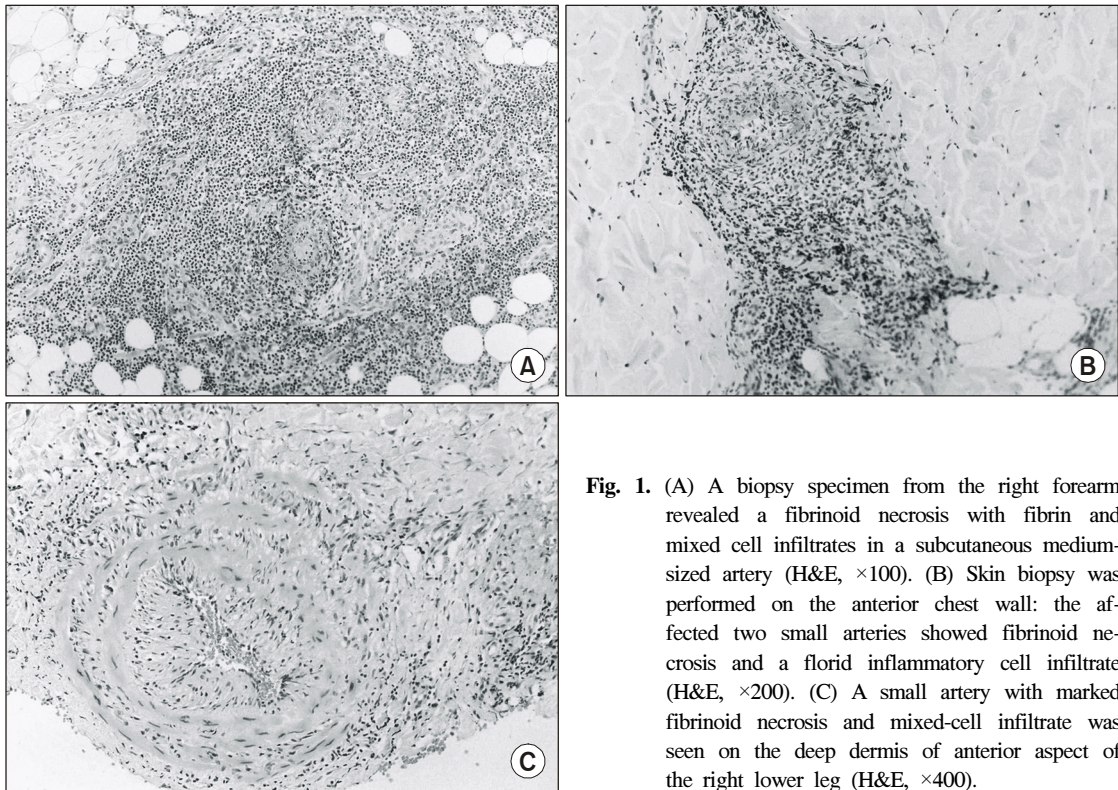 A
B
C
Fig. 1. (A) A biopsy specimen from the right forearm
revealed a fibrinoid necrosis with fibrin and
mixed cell infiltrates in a subcutaneous medium-
sized artery (H&E, ×100). (B) Skin biopsy was
performed on the anterior chest wall: the af-
fected two small arteries showed fibrinoid ne-
crosis and a florid inflammatory cell infiltrate
(H&E, ×200). (C) A small artery with marked
fibrinoid necrosis and mixed-cell infiltrate was
seen on the deep dermis of anterior aspect of
the right lower leg (H&E, ×400).